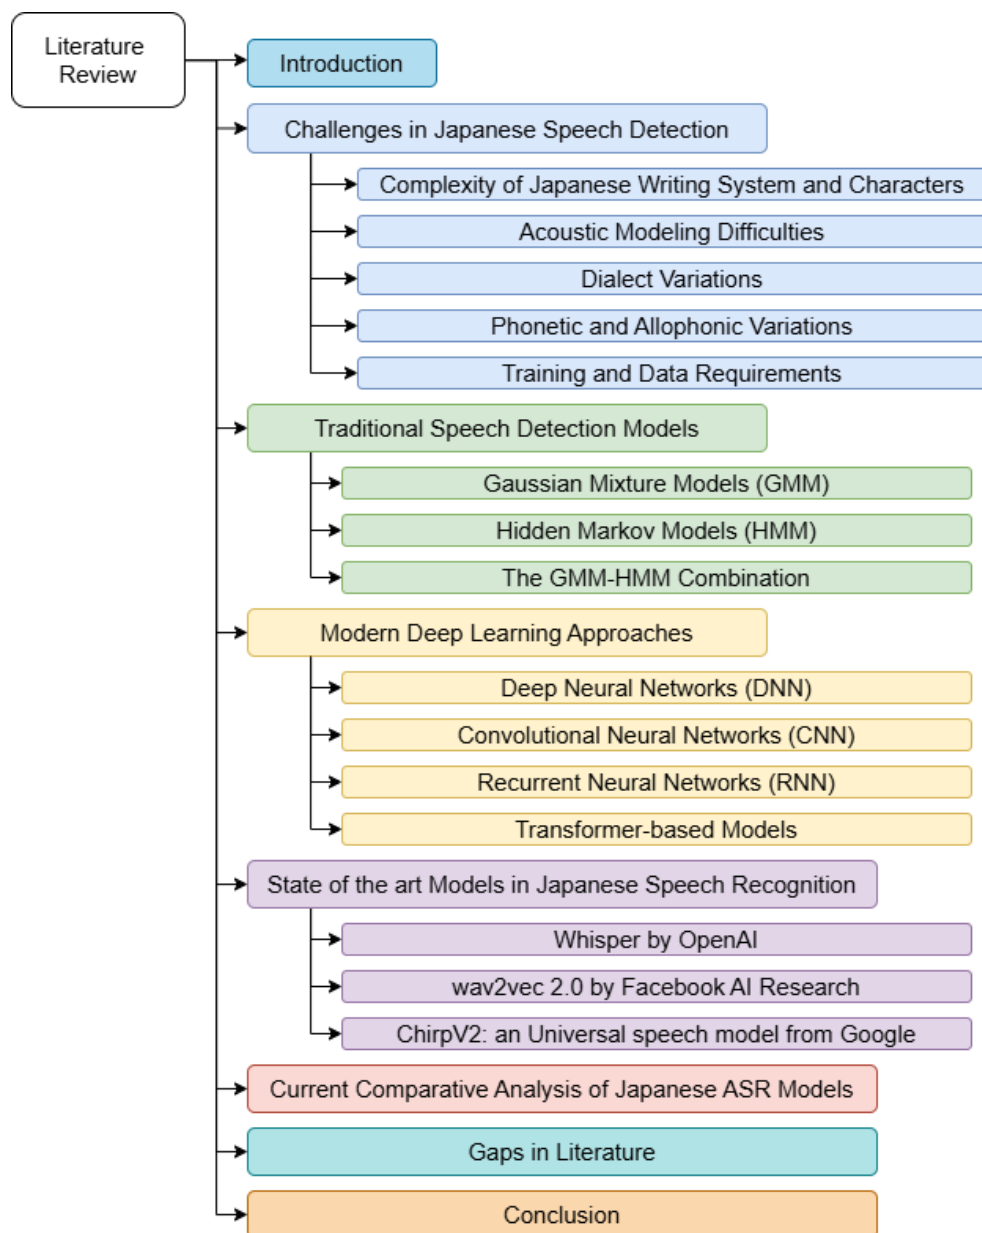 Literature
Review
Introduction
Challenges in Japanese Speech Detection
Complexity of Japanese Writing System and Characters
Acoustic Modeling Difficulties
Dialect Variations
Phonetic and Allophonic Variations
Training and Data Requirements
Traditional Speech Detection Models
Gaussian Mixture Models (GMM)
Hidden Markov Models (HMM)
The GMM-HMM Combination
Modern Deep Learning Approaches
Deep Neural Networks (DNN)
Convolutional Neural Networks (CNN)
Recurrent Neural Networks (RNN)
Transformer-based Models
State of the art Models in Japanese Speech Recognition
Whisper by OpenAI
wav2vec 2.0 by Facebook AI Research
ChirpV2: an Universal speech model from Google
Current Comparative Analysis of Japanese ASR Models
Gaps in Literature
Conclusion